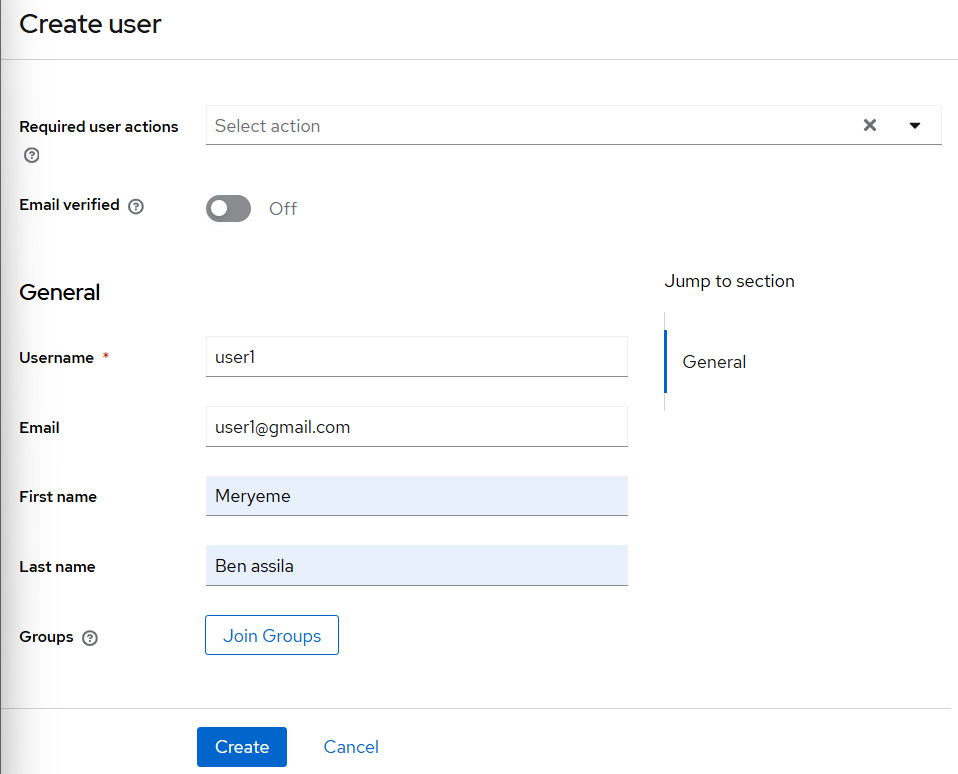 Create user
Required user actions
Select action
Email verified
Off
General
Jump to section
General
Username *
user1
Email
user1@gmail.com
First name
Meryeme
Last name
Ben assila
Groups
Join Groups
Create
Cancel